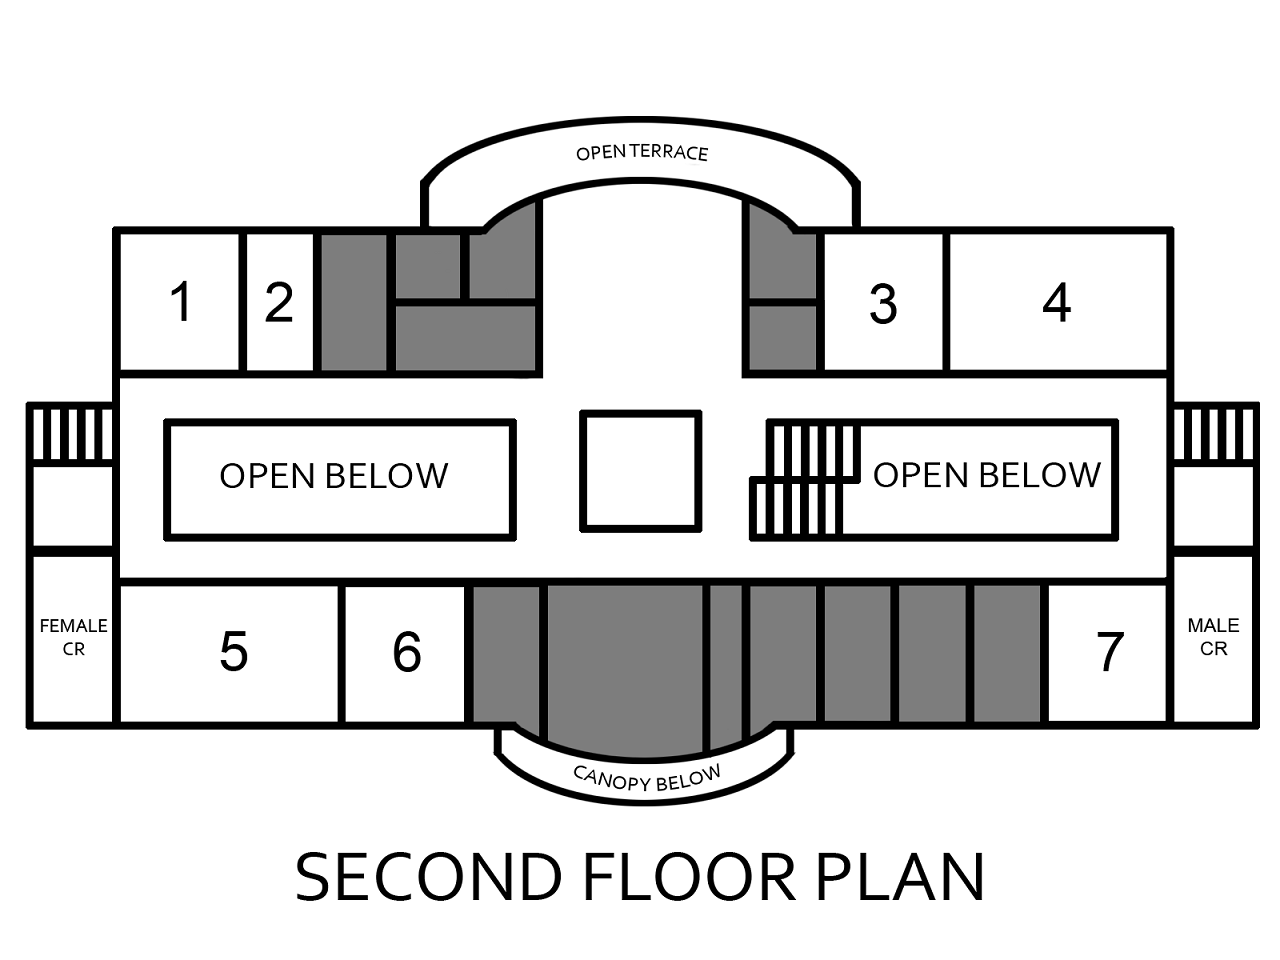 OPEN TERRACE
1
2
3
4
OPEN BELOW
OPEN BELOW
FEMALE
CR
5
6
7
MALE
CR
CANOPY BELOW
SECOND FLOOR PLAN